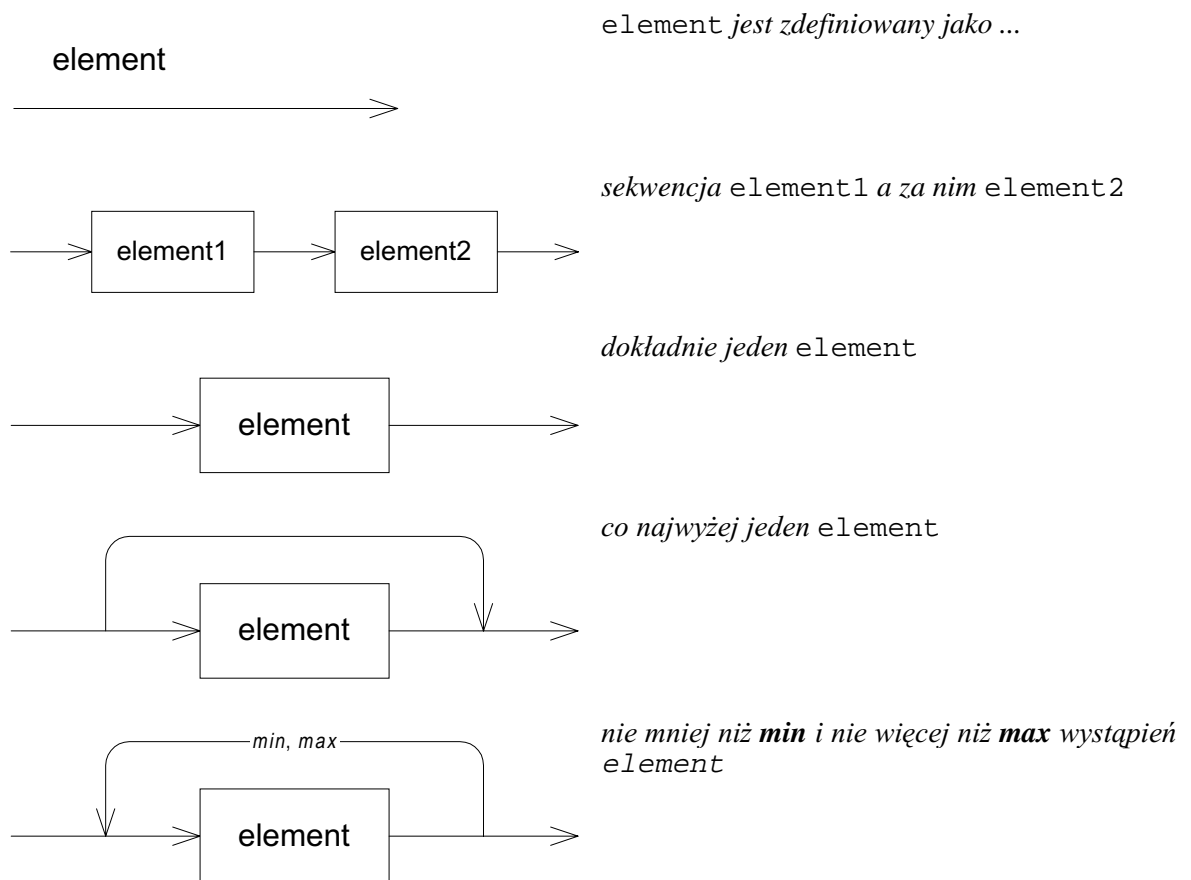 element jest zdefiniowany jako ...
element
sekwencja element1 a za nim element2
element1 element2
dokładnie jeden element
element
co najwyżej jeden element
element
nie mniej niż min i nie więcej niż max wystąpień
element
min, max
element